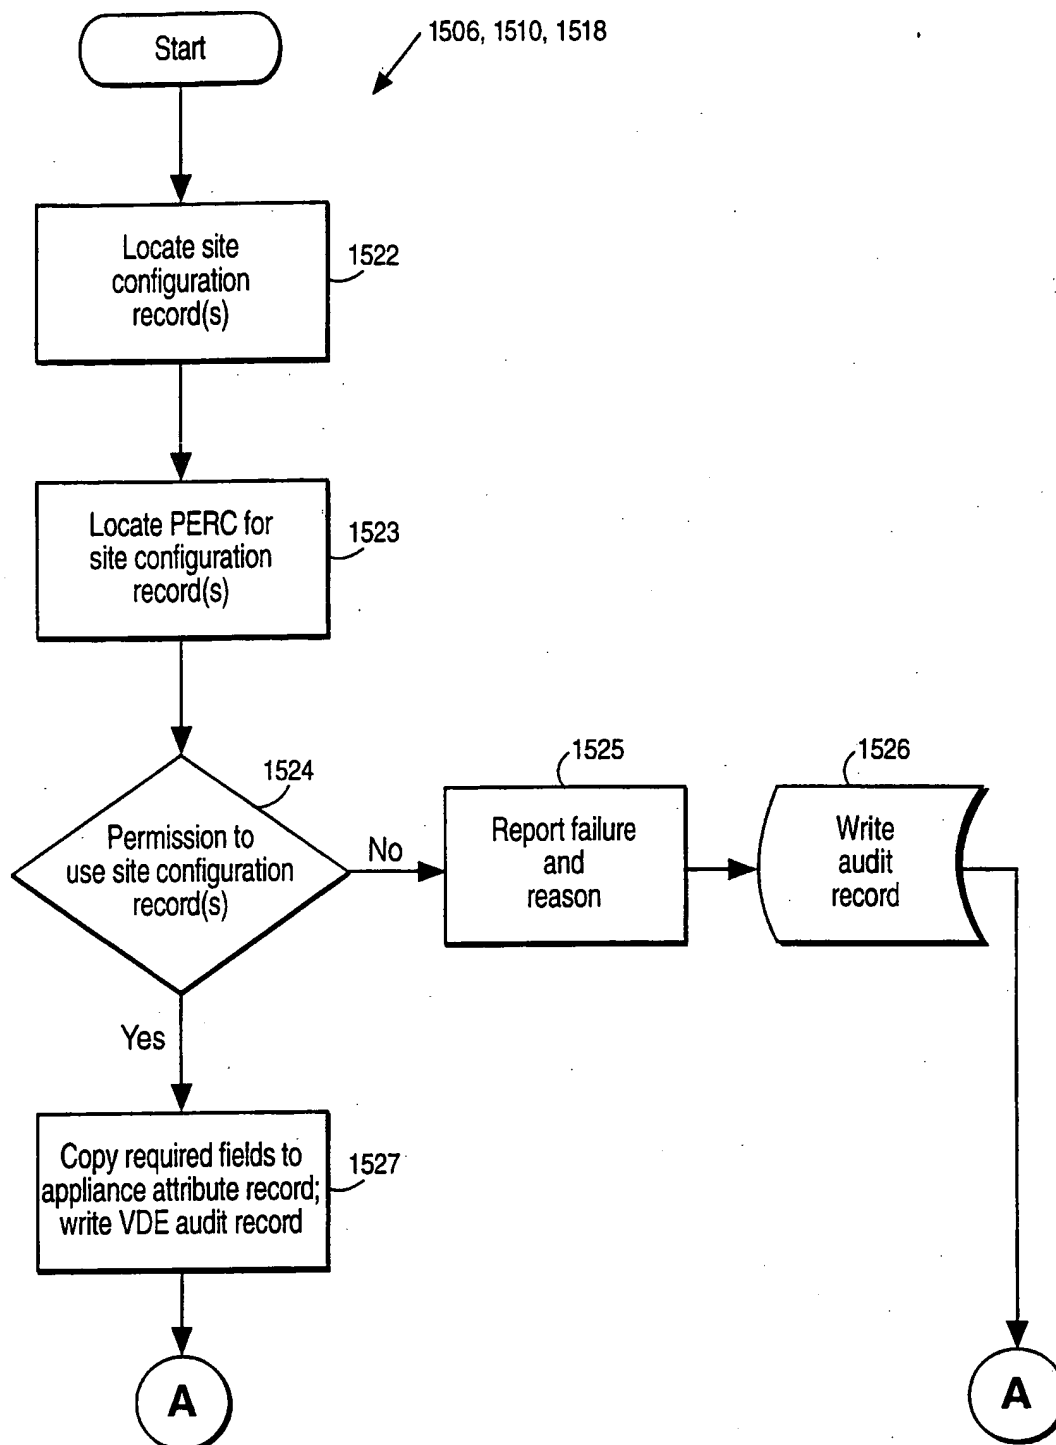 Start
1506, 1510, 1518
Locate site
configuration
record(s)
1522
Locate PERC for
site configuration
record(s)
1523
1524
Permission to
use site configuration
record(s)
No
1525
Report failure
and
reason
1526
Write
audit
record
Yes
Copy required fields to
appliance attribute record;
write VDE audit record
1527
A
A